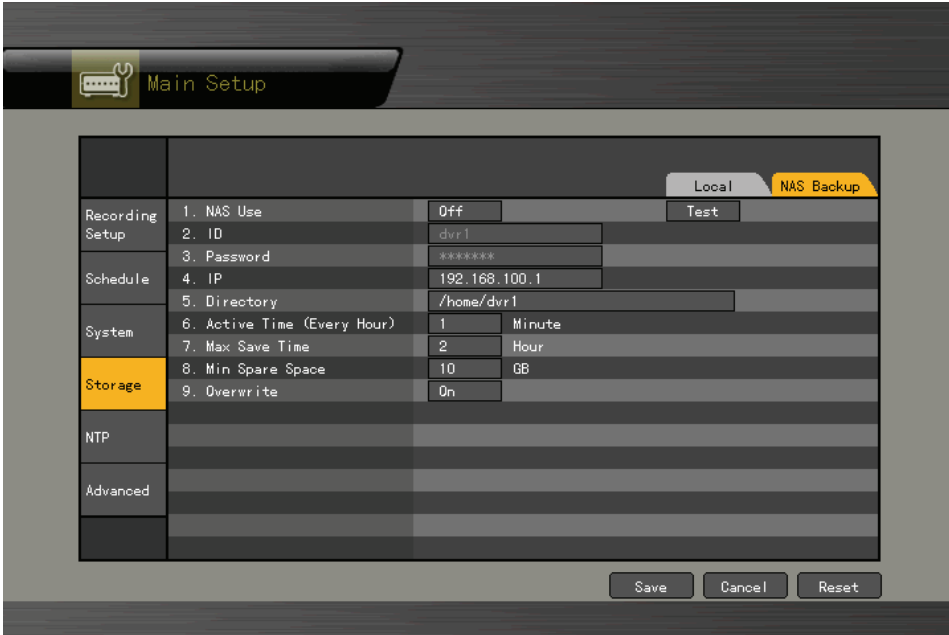 Main Setup
Local
NAS Backup
Recording Setup
Schedule
System
Storage
NTP
Advanced
1. NAS Use Off Test
2. ID dvr1
3. Password *******
4. IP 192.168.100.1
5. Directory /home/dvr1
6. Active Time (Every Hour) 1 Minute
7. Max Save Time 2 Hour
8. Min Spare Space 10 GB
9. Overwrite On
Save
Cancel
Reset